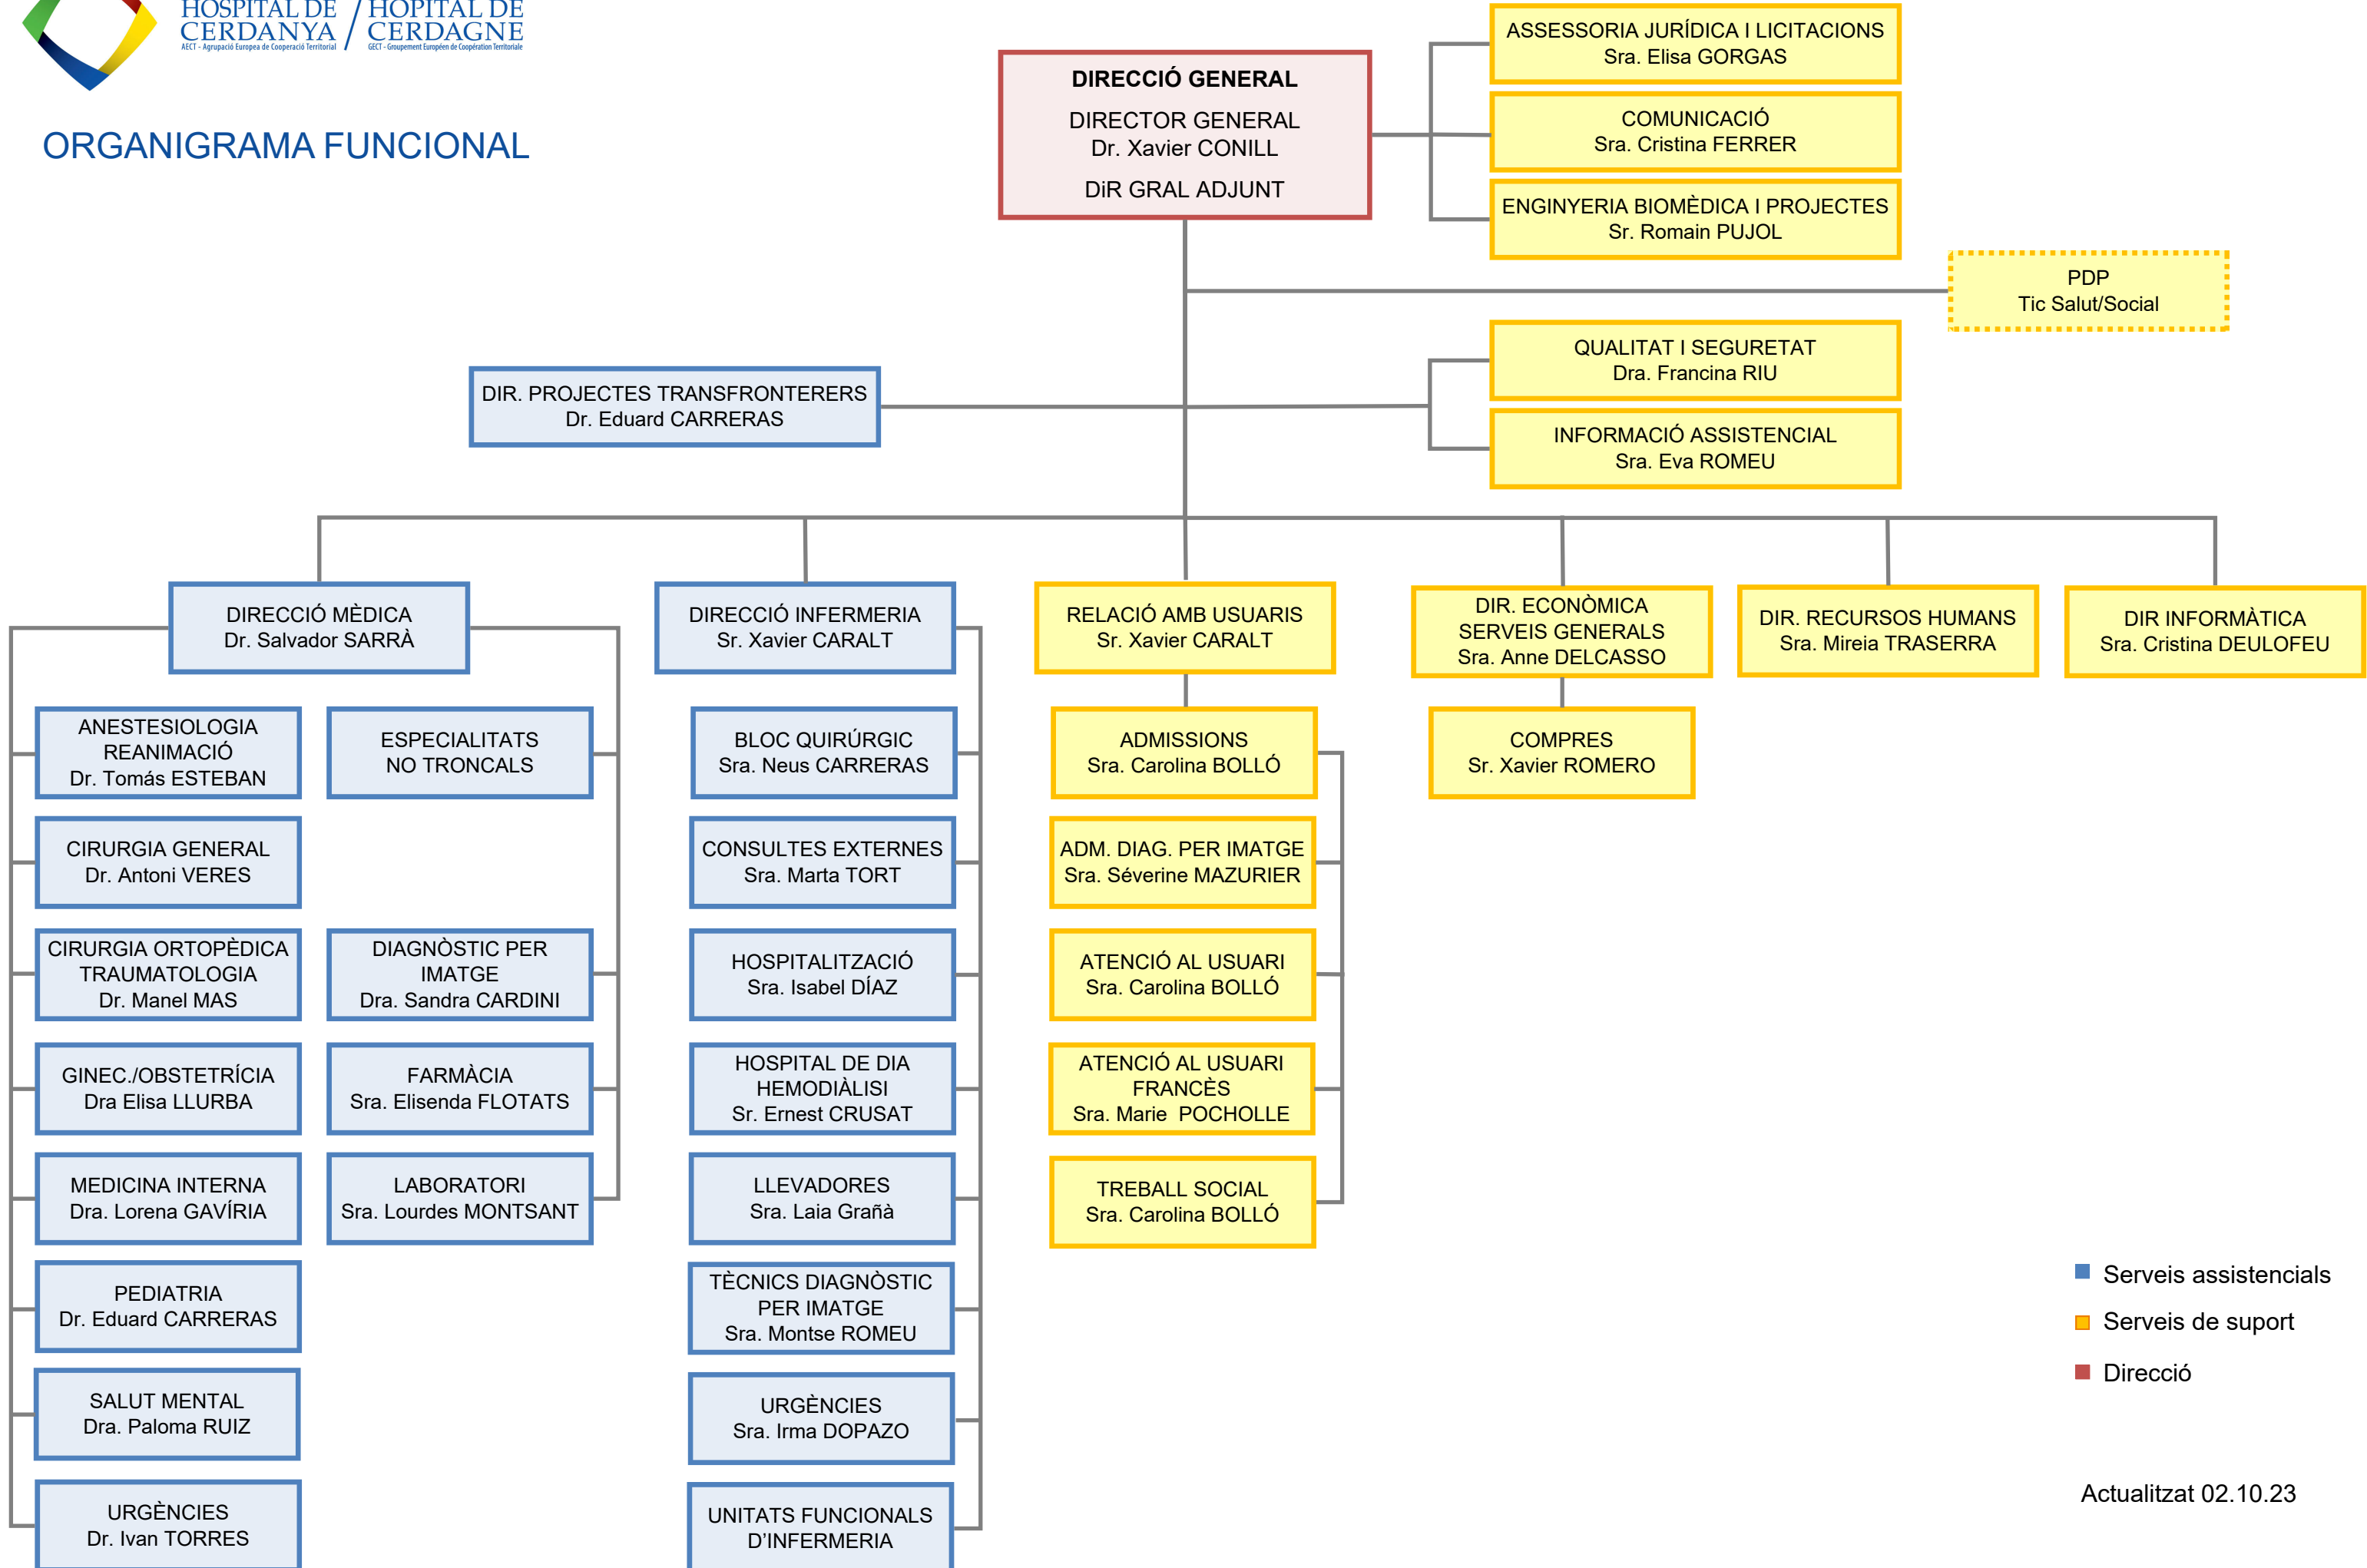 HOSPITAL DE
CERDANYA
AECT - Agrupació Europea de Cooperació Territorial
HÔPITAL DE
CERDAGNE
GECT - Groupement Européen de Coopération Territoriale
ORGANIGRAMA FUNCIONAL
DIRECCIÓ GENERAL
DIRECTOR GENERAL
Dr. Xavier CONILL
DiR GRAL ADJUNT
ASSESSORIA JURÍDICA I LICITACIONS
Sra. Elisa GORGAS
COMUNICACIÓ
Sra. Cristina FERRER
ENGINYERIA BIOMÈDICA I PROJECTES
Sr. Romain PUJOL
PDP
Tic Salut/Social
QUALITAT I SEGURETAT
Dra. Francina RIU
DIR. PROJECTES TRANSFRONTERERS
Dr. Eduard CARRERAS
INFORMACIÓ ASSISTENCIAL
Sra. Eva ROMEU
DIRECCIÓ MÈDICA
Dr. Salvador SARRÀ
DIRECCIÓ INFERMERIA
Sr. Xavier CARALT
RELACIÓ AMB USUARIS
Sr. Xavier CARALT
DIR. ECONÒMICA
SERVEIS GENERALS
Sra. Anne DELCASSO
DIR. RECURSOS HUMANS
Sra. Mireia TRASERRA
DIR INFORMÀTICA
Sra. Cristina DEULOFEU
ANESTESIOLOGIA
REANIMACIÓ
Dr. Tomás ESTEBAN
ESPECIALITATS
NO TRONCALS
BLOC QUIRÚRGIC
Sra. Neus CARRERAS
ADMISSIONS
Sra. Carolina BOLLÓ
COMPRES
Sr. Xavier ROMERO
CIRURGIA GENERAL
Dr. Antoni VERES
CONSULTES EXTERNES
Sra. Marta TORT
ADM. DIAG. PER IMATGE
Sra. Séverine MAZURIER
CIRURGIA ORTOPÈDICA
TRAUMATOLOGIA
Dr. Manel MAS
DIAGNÒSTIC PER
IMATGE
Dra. Sandra CARDINI
HOSPITALITZACIÓ
Sra. Isabel DÍAZ
ATENCIÓ AL USUARI
Sra. Carolina BOLLÓ
GINEC./OBSTETRÍCIA
Dra Elisa LLURBA
FARMÀCIA
Sra. Elisenda FLOTATS
HOSPITAL DE DIA
HEMODIÀLISI
Sr. Ernest CRUSAT
ATENCIÓ AL USUARI
FRANCÈS
Sra. Marie  POCHOLLE
MEDICINA INTERNA
Dra. Lorena GAVÍRIA
LABORATORI
Sra. Lourdes MONTSANT
LLEVADORES
Sra. Laia Grañà
TREBALL SOCIAL
Sra. Carolina BOLLÓ
PEDIATRIA
Dr. Eduard CARRERAS
TÈCNICS DIAGNÒSTIC
PER IMATGE
Sra. Montse ROMEU
SALUT MENTAL
Dra. Paloma RUIZ
URGÈNCIES
Sra. Irma DOPAZO
URGÈNCIES
Dr. Ivan TORRES
UNITATS FUNCIONALS
D’INFERMERIA
Serveis assistencials
Serveis de suport
Direcció
Actualitzat 02.10.23